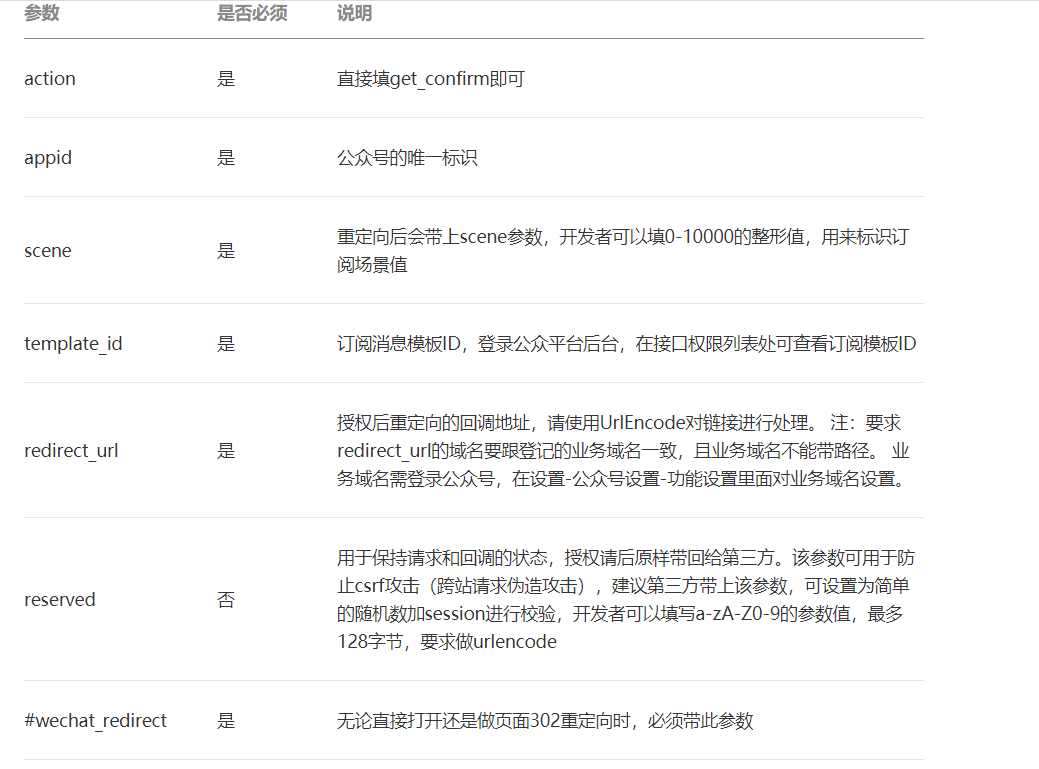 参数 是否必须 说明
action 是 直接填get_confirm即可
appid 是 公众号的唯一标识
scene 是 重定向后会带上scene参数，开发者可以填0-10000的整形值，用来标识订
阅场景值
template_id 是 订阅消息模板ID，登录公众平台后台，在接口权限列表处可查看订阅模板ID
redirect_url 是 授权后重定向的回调地址，请使用UrlEncode对链接进行处理。 注：要求
redirect_url的域名要跟登记的业务域名一致，且业务域名不能带路径。 业
务域名需登录公众号，在设置-公众号设置-功能设置里面对业务域名设置。
reserved 否 用于保持请求和回调的状态，授权请后原样带回给第三方。该参数可用于防
止csrf攻击（跨站请求伪造攻击），建议第三方带上该参数，可设置为简单
的随机数加session进行校验，开发者可以填写a-zA-Z0-9的参数值，最多
128字节，要求做urlencode
#wechat_redirect 是 无论直接打开还是做页面302重定向时，必须带此参数